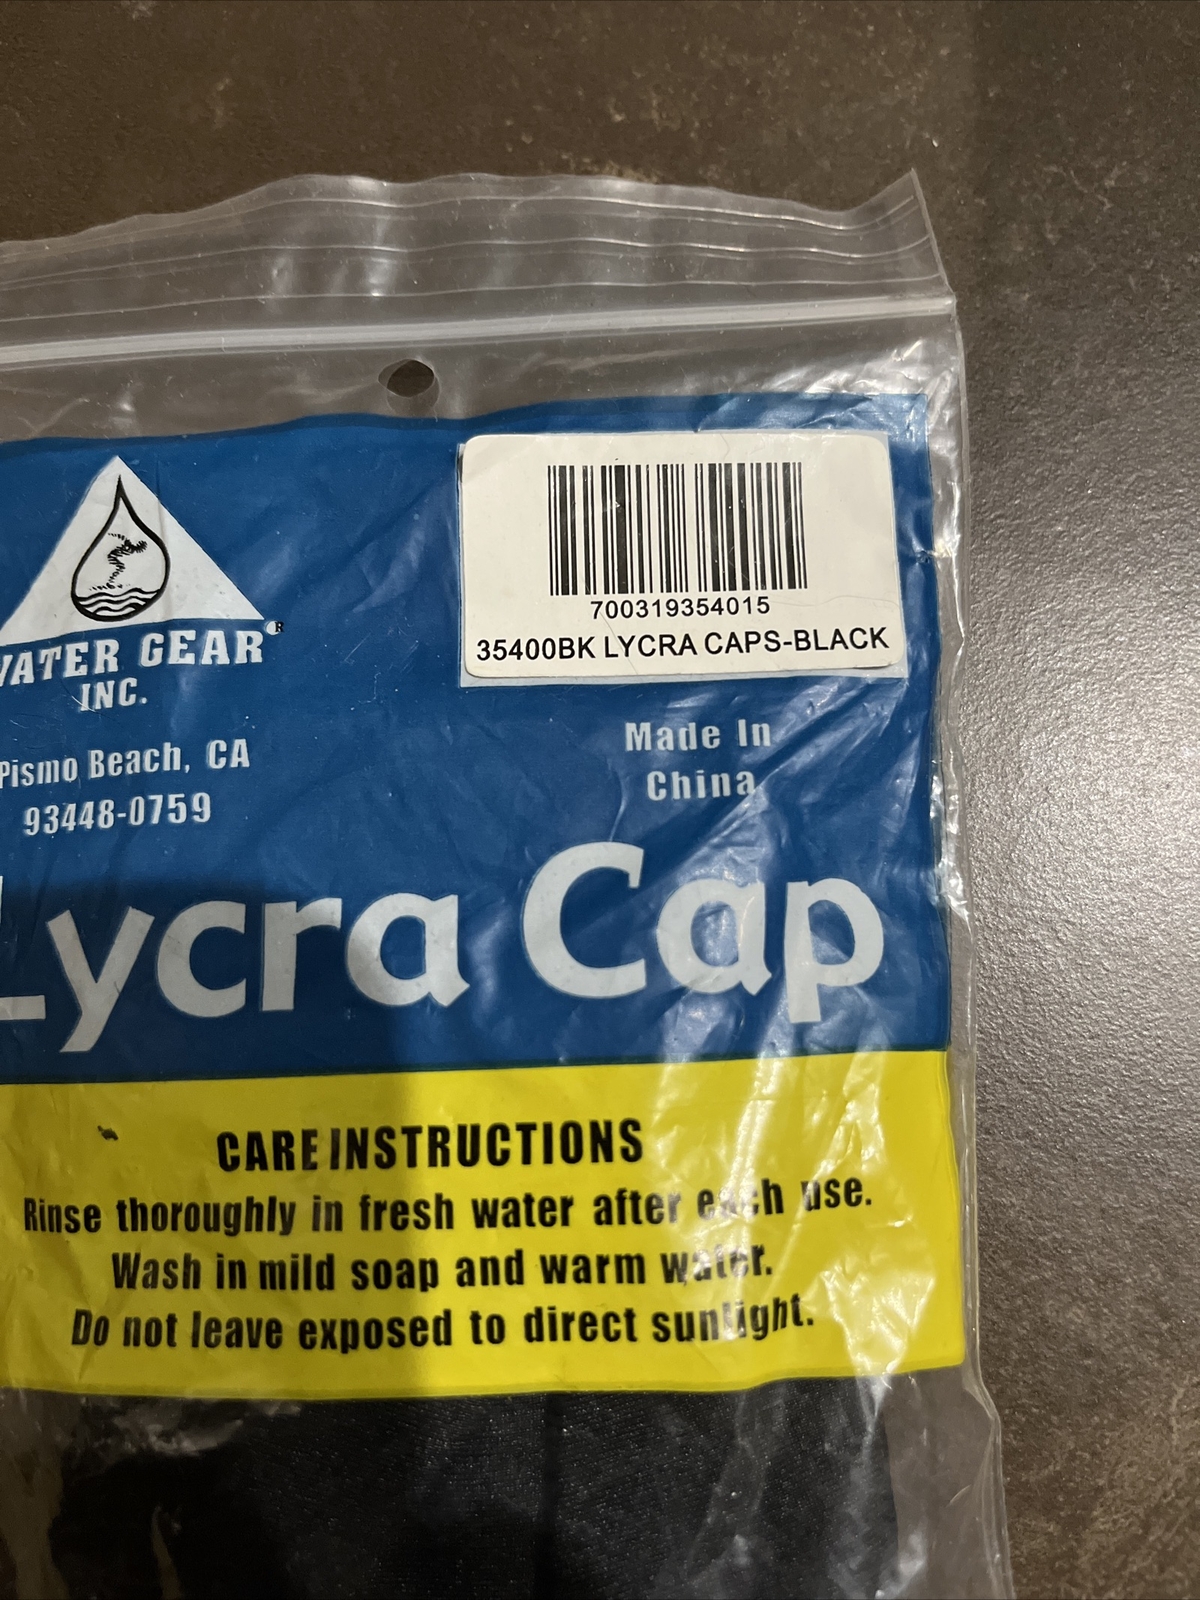 700319354015
35400BK LYCRA CAPS-BLACK
WATER GEAR®
INC.
Pismo Beach, CA
93448-0759
Made In
China
Lycra Cap
CARE INSTRUCTIONS
Rinse thoroughly in fresh water after each use.
Wash in mild soap and warm water.
Do not leave exposed to direct sunlight.